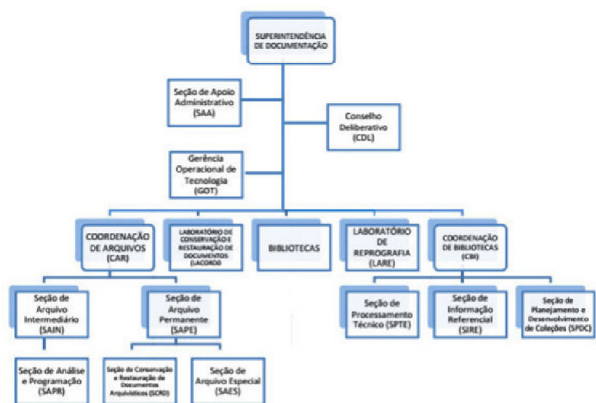 SUPERINTENDÊNCIA
DE DOCUMENTAÇÃO
Seção de Apoio
Administrativo
(SAA)
Conselho
Deliberativo
(CDL)
Gerência
Operacional de
Tecnologia
(GOT)
COORDENAÇÃO
DE ARQUIVOS
(CAR)
LABORATÓRIO DE
CONSERVAÇÃO E
RESTAURAÇÃO DE
DOCUMENTOS (LACORD)
BIBLIOTECAS
LABORATÓRIO
DE
REPROGRAFIA
(LARE)
COORDENAÇÃO
DE BIBLIOTECAS
(CBI)
Seção de
Arquivo
Intermediário
(SAIN)
Seção de
Arquivo
Permanente
(SAPE)
Seção de
Processamento
Técnico (SPTE)
Seção de
Informação
Referencial
(SIRE)
Seção de
Planejamento e
Desenvolvimento
de Coleções (SPDC)
Seção de Análise
e Programação
(SAPR)
Seção de Conservação
e Restauração de
Documentos
Arquivísticos (SCRD)
Seção de
Arquivo Especial
(SAES)